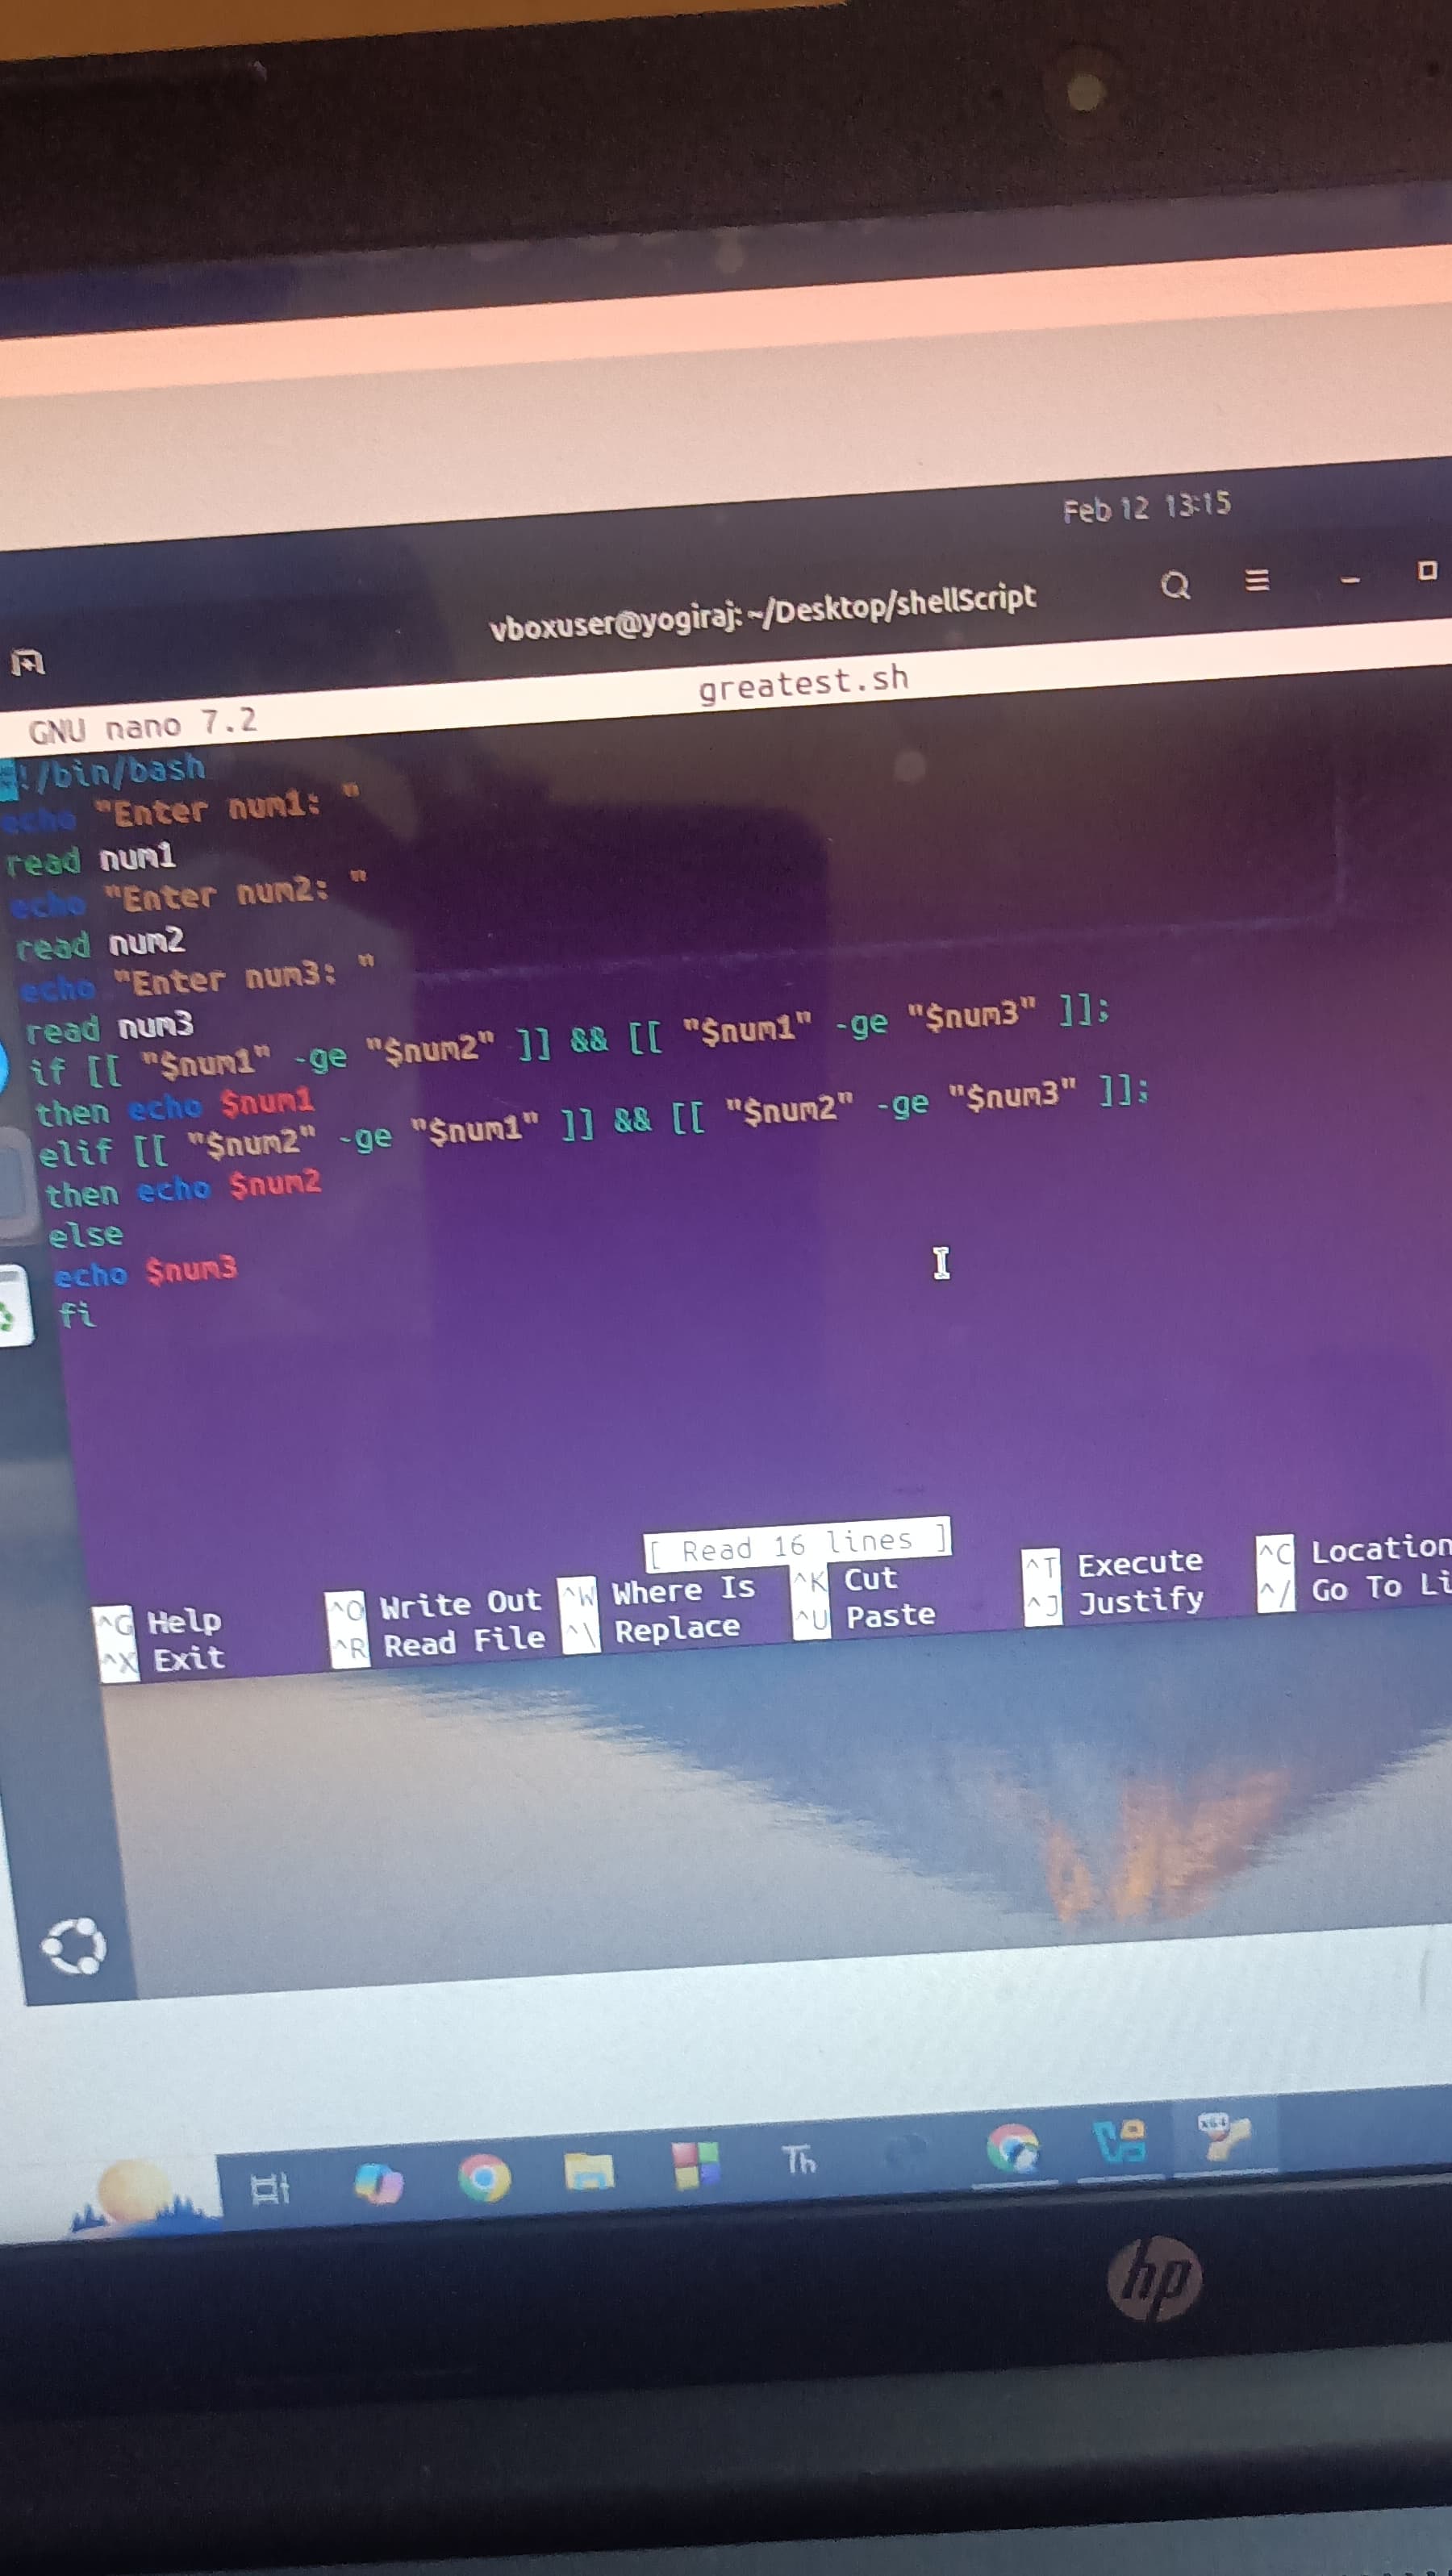 Feb 12 13:15
vboxuser@yogiraj: ~/Desktop/shellScript
GNU nano 7.2 greatest.sh
#!/bin/bash
echo "Enter num1: "
read num1
echo "Enter num2: "
read num2
echo "Enter num3: "
read num3
if [[ "$num1" -ge "$num2" ]] && [[ "$num1" -ge "$num3" ]];
then echo $num1
elif [[ "$num2" -ge "$num1" ]] && [[ "$num2" -ge "$num3" ]];
then echo $num2
else
echo $num3
fi
[ Read 16 lines ]
^G Help ^O Write Out ^W Where Is ^K Cut ^T Execute ^C Location
^X Exit ^R Read File ^\ Replace ^U Paste ^J Justify ^/ Go To Li
Th
x64
hp